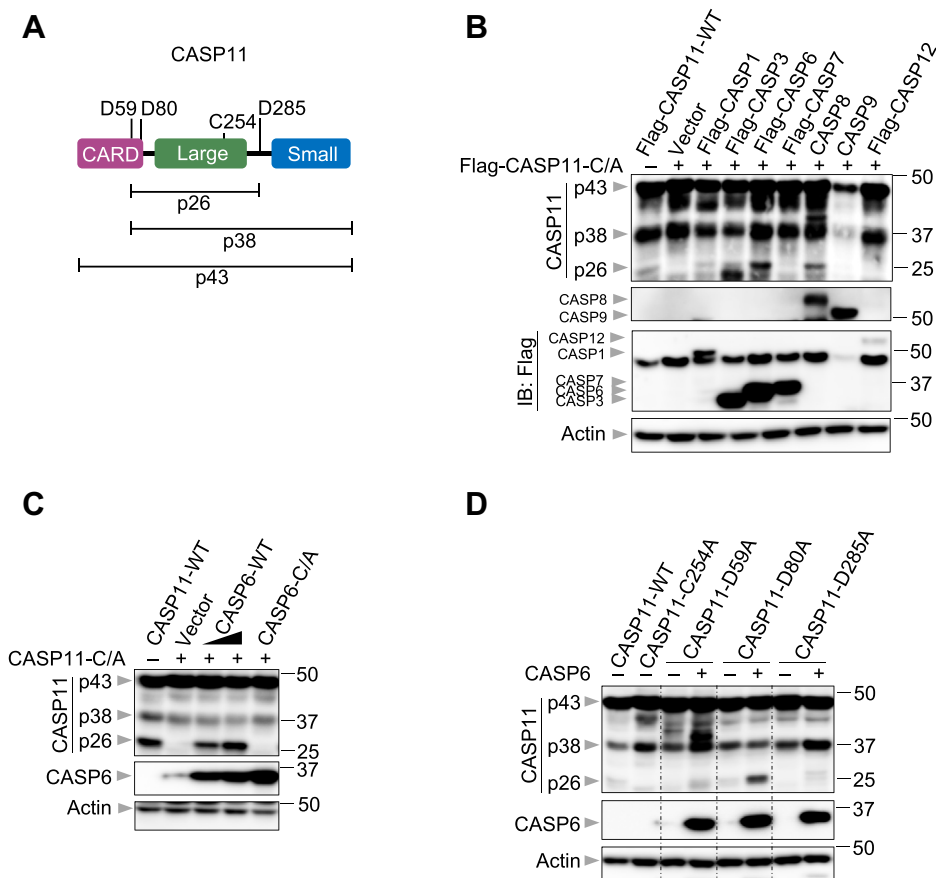 A
CASP11
D59 D80 C254 D285
CARD Large Small
p26
p38
p43
B
Flag-CASP11-WT
Vector
Flag-CASP1
Flag-CASP3
Flag-CASP6
Flag-CASP7
CASP8
CASP9
Flag-CASP12
Flag-CASP11-C/A – + + + + + + + +
CASP11
p43
p38
p26
50
37
25
CASP8
CASP9
50
IB: Flag
CASP12
CASP1
CASP7
CASP6
CASP3
50
37
Actin
50
C
CASP11-WT
Vector
CASP6-WT
CASP6-C/A
CASP11-C/A – + + + +
CASP11
p43
p38
p26
50
37
25
CASP6
37
Actin
50
D
CASP11-WT
CASP11-C254A
CASP11-D59A
CASP11-D80A
CASP11-D285A
CASP6 – – – + – + – +
CASP11
p43
p38
p26
50
37
25
CASP6
37
Actin
50